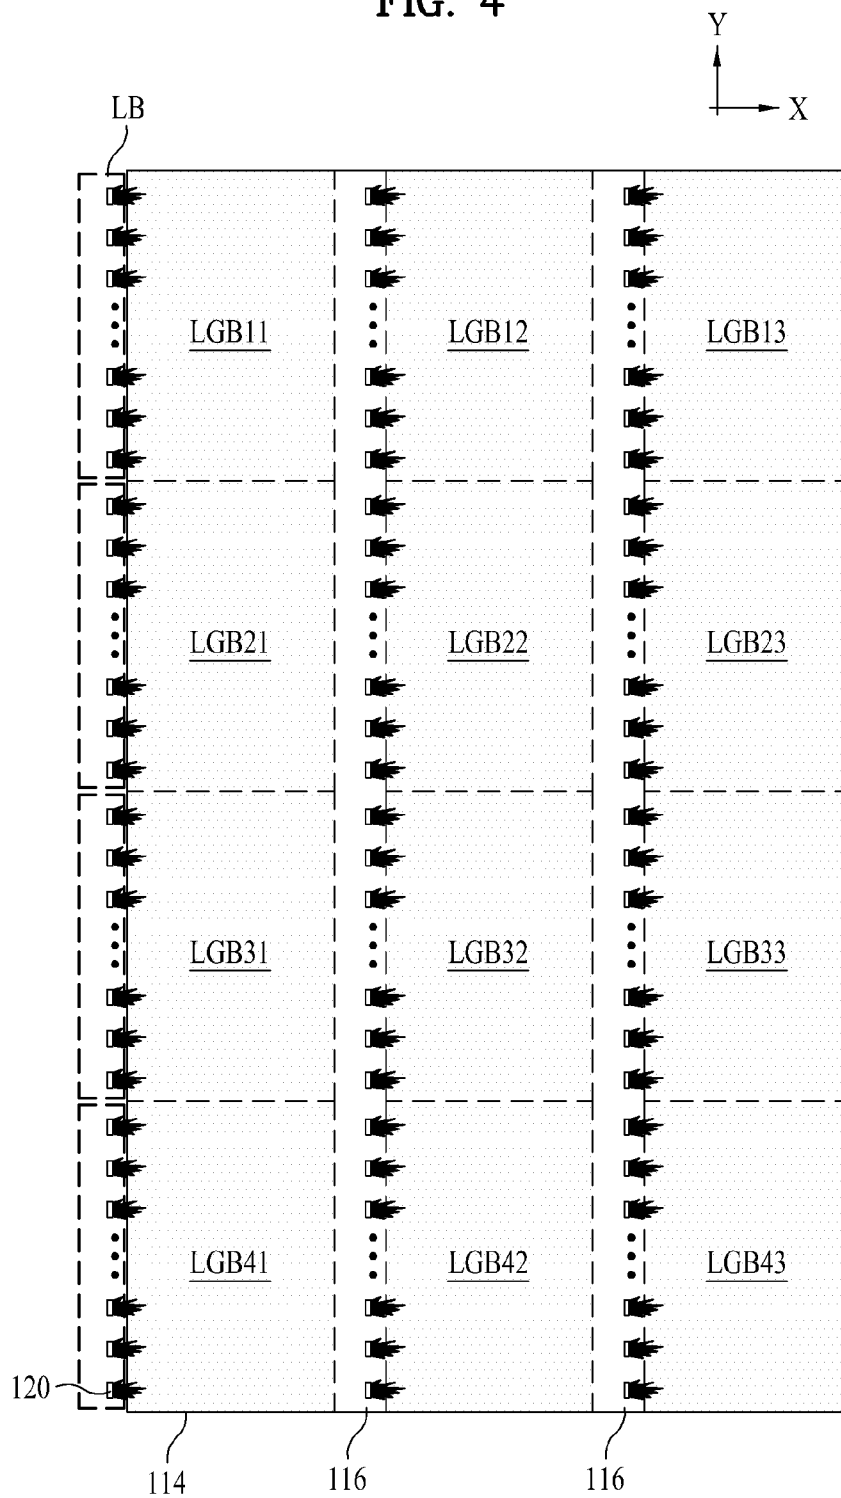 FIG. 4
Y
X
LB
LGB11 LGB12 LGB13
LGB21 LGB22 LGB23
LGB31 LGB32 LGB33
LGB41 LGB42 LGB43
120
114 116 116